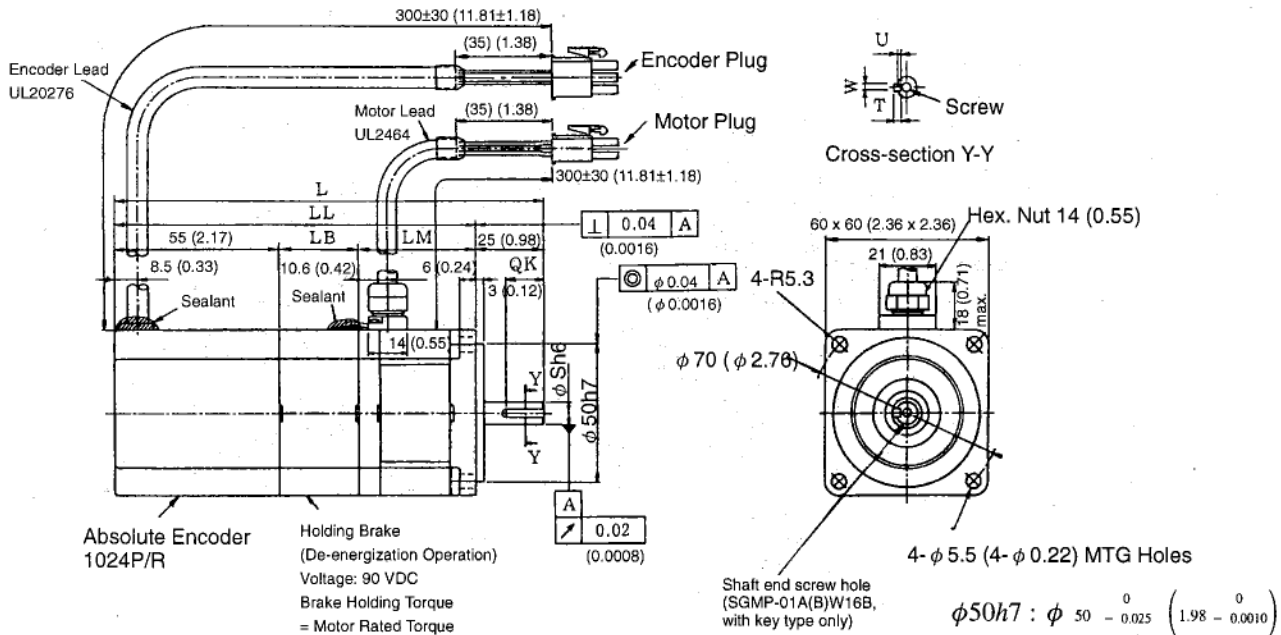 300±30 (11.81±1.18)
(35) (1.38)
Encoder Lead
UL20276
Encoder Plug
Motor Lead
UL2464
(35) (1.38)
Motor Plug
300±30 (11.81±1.18)
U
W
T
Screw
Cross-section Y-Y
L
LL
55 (2.17)
LB
LM
25 (0.98)
⊥ 0.04 A
(0.0016)
8.5 (0.33)
10.6 (0.42)
6 (0.24)
QK
3 (0.12)
◎ φ0.04 A
(φ0.0016)
Sealant
Sealant
14 (0.55)
φSh6
φ50h7
Y
Y
A
↗ 0.02
(0.0008)
Absolute Encoder
1024P/R
Holding Brake
(De-energization Operation)
Voltage: 90 VDC
Brake Holding Torque
= Motor Rated Torque
60 x 60 (2.36 x 2.36)
Hex. Nut 14 (0.55)
21 (0.83)
4-R5.3
18 (0.71)
max.
φ70 (φ2.76)
4-φ5.5 (4-φ0.22) MTG Holes
Shaft end screw hole
(SGMP-01A(B)W16B,
with key type only)
φ50h7 : φ 50 0 - 0.025 (1.98 0 - 0.0010)